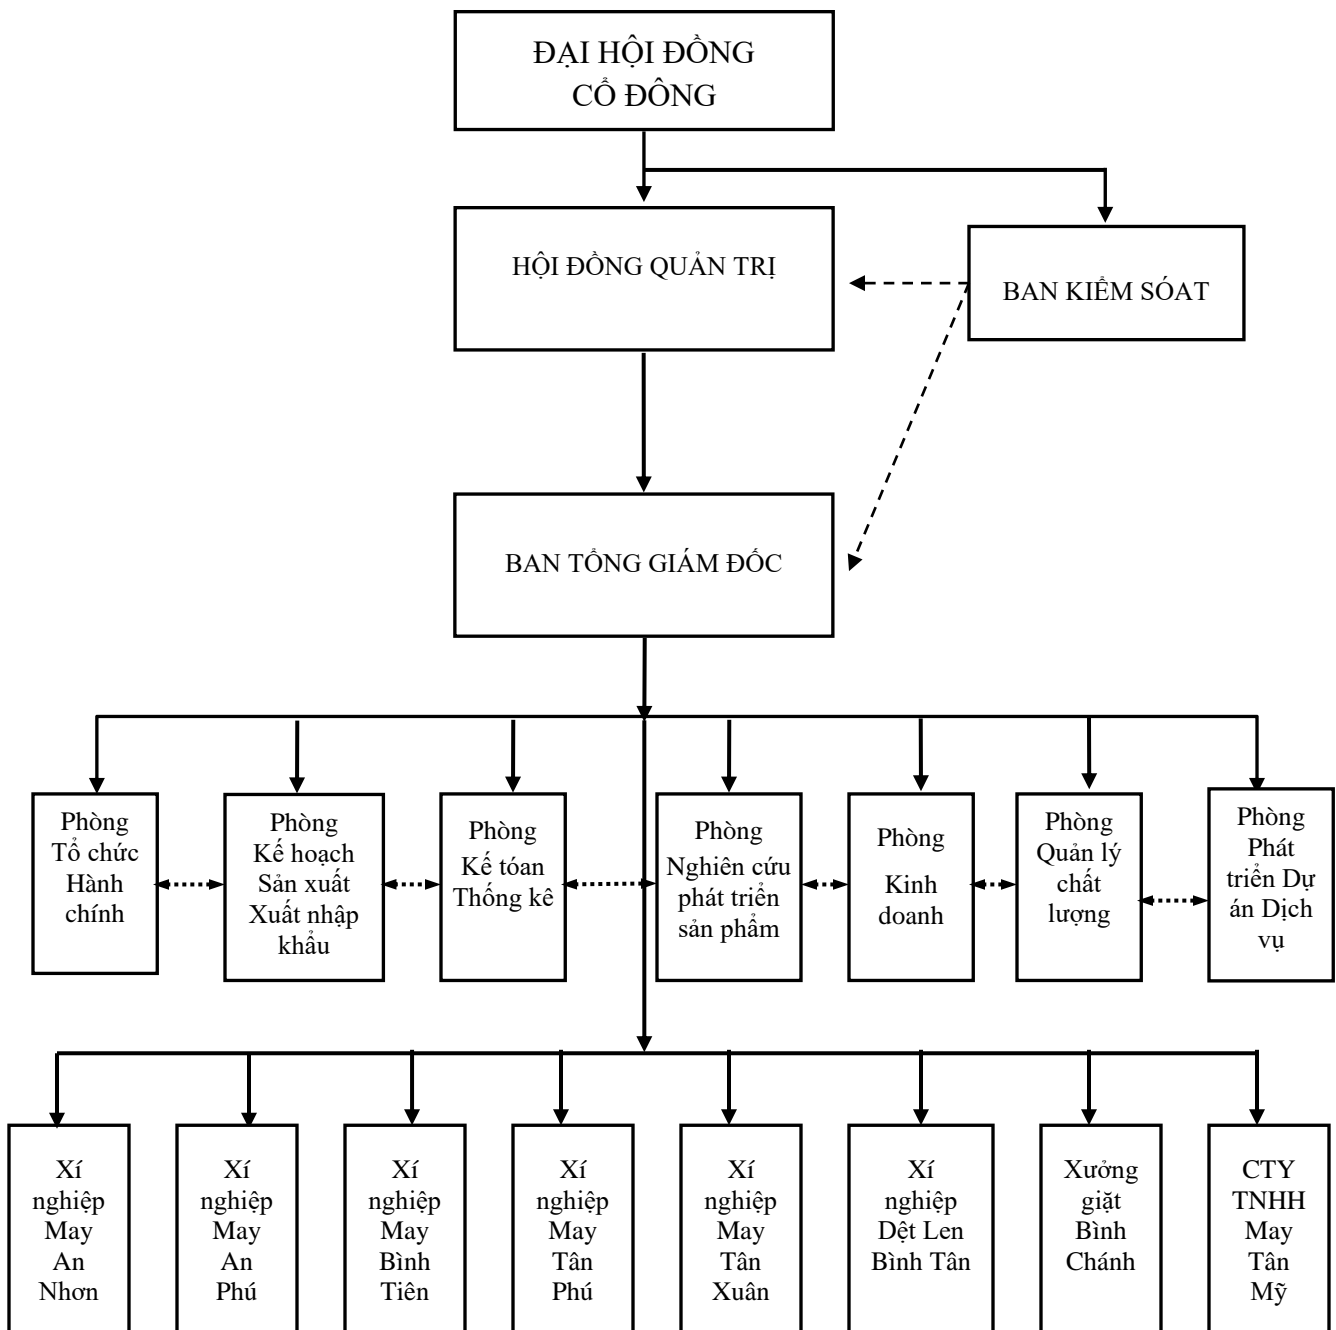 ĐẠI HỘI ĐỒNG
CỔ ĐÔNG
HỘI ĐỒNG QUẢN TRỊ
BAN KIỂM SÓAT
BAN TỔNG GIÁM ĐỐC
Phòng
Tổ chức
Hành
chính
Phòng
Kế hoạch
Sản xuất
Xuất nhập
khẩu
Phòng
Kế tóan
Thống kê
Phòng
Nghiên cứu
phát triển
sản phẩm
Phòng
Kinh
doanh
Phòng
Quản lý
chất
lượng
Phòng
Phát
triển Dự
án Dịch
vụ
Xí
nghiệp
May
An
Nhơn
Xí
nghiệp
May
An
Phú
Xí
nghiệp
May
Bình
Tiên
Xí
nghiệp
May
Tân
Phú
Xí
nghiệp
May
Tân
Xuân
Xí
nghiệp
Dệt Len
Bình Tân
Xưởng
giặt
Bình
Chánh
CTY
TNHH
May
Tân
Mỹ